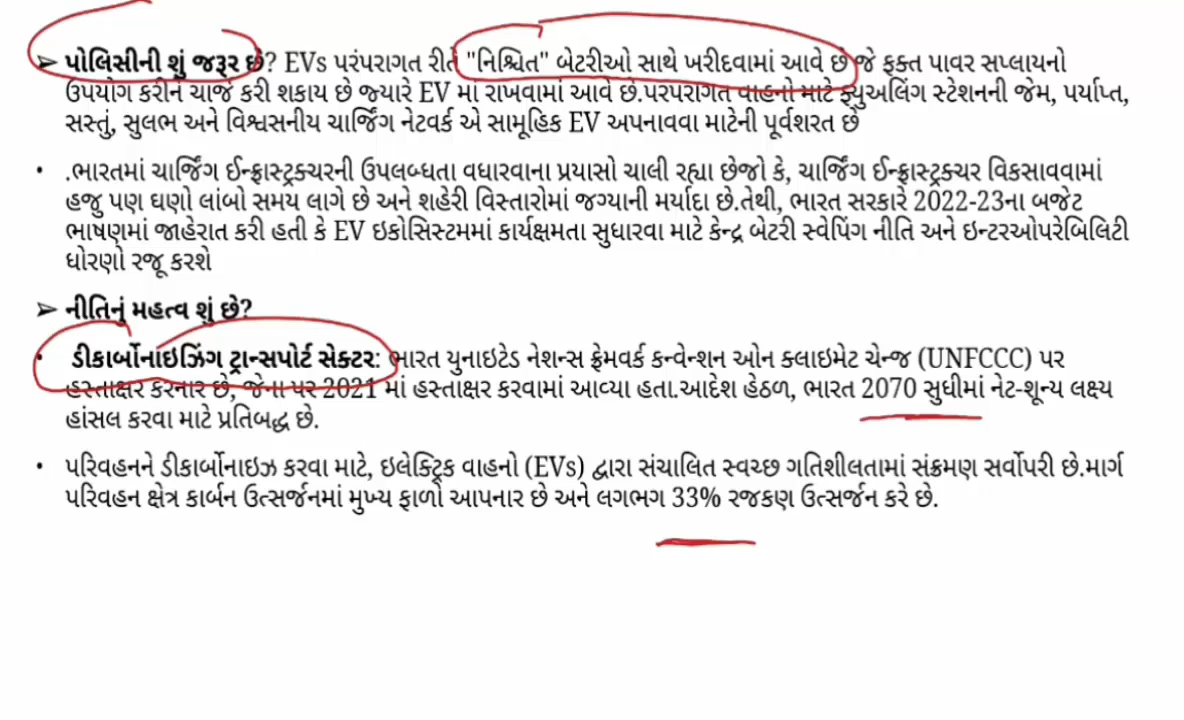 ➢ પોલિસીની શું જરૂર છે? EVs પરંપરાગત રીતે "નિશ્ચિત" બેટરીઓ સાથે ખરીદવામાં આવે છે જે ફક્ત પાવર સપ્લાયનો
ઉપયોગ કરીને ચાર્જ કરી શકાય છે જ્યારે EV માં રાખવામાં આવે છે.પરંપરાગત વાહનો માટે ફ્યુઅલિંગ સ્ટેશનની જેમ, પર્યાપ્ત,
સસ્તું, સુલભ અને વિશ્વસનીય ચાર્જિંગ નેટવર્ક એ સામૂહિક EV અપનાવવા માટેની પૂર્વશરત છે
• .ભારતમાં ચાર્જિંગ ઈન્ફ્રાસ્ટ્રક્ચરની ઉપલબ્ધતા વધારવાના પ્રયાસો ચાલી રહ્યા છેજો કે, ચાર્જિંગ ઈન્ફ્રાસ્ટ્રક્ચર વિકસાવવામાં
હજુ પણ ઘણો લાંબો સમય લાગે છે અને શહેરી વિસ્તારોમાં જગ્યાની મર્યાદા છે.તેથી, ભારત સરકારે 2022-23ના બજેટ
ભાષણમાં જાહેરાત કરી હતી કે EV ઇકોસિસ્ટમમાં કાર્યક્ષમતા સુધારવા માટે કેન્દ્ર બેટરી સ્વેપિંગ નીતિ અને ઇન્ટરઓપરેબિલિટી
ધોરણો રજૂ કરશે
➢ નીતિનું મહત્વ શું છે?
• ડીકાર્બોનાઇઝિંગ ટ્રાન્સપોર્ટ સેક્ટર: ભારત યુનાઇટેડ નેશન્સ ફ્રેમવર્ક કન્વેન્શન ઓન ક્લાઇમેટ ચેન્જ (UNFCCC) પર
હસ્તાક્ષર કરનાર છે, જેના પર 2021 માં હસ્તાક્ષર કરવામાં આવ્યા હતા.આદેશ હેઠળ, ભારત 2070 સુધીમાં નેટ-શૂન્ય લક્ષ્ય
હાંસલ કરવા માટે પ્રતિબદ્ધ છે.
• પરિવહનને ડીકાર્બોનાઇઝ કરવા માટે, ઇલેક્ટ્રિક વાહનો (EVs) દ્વારા સંચાલિત સ્વચ્છ ગતિશીલતામાં સંક્રમણ સર્વોપરી છે.માર્ગ
પરિવહન ક્ષેત્ર કાર્બન ઉત્સર્જનમાં મુખ્ય ફાળો આપનાર છે અને લગભગ 33% રજકણ ઉત્સર્જન કરે છે.